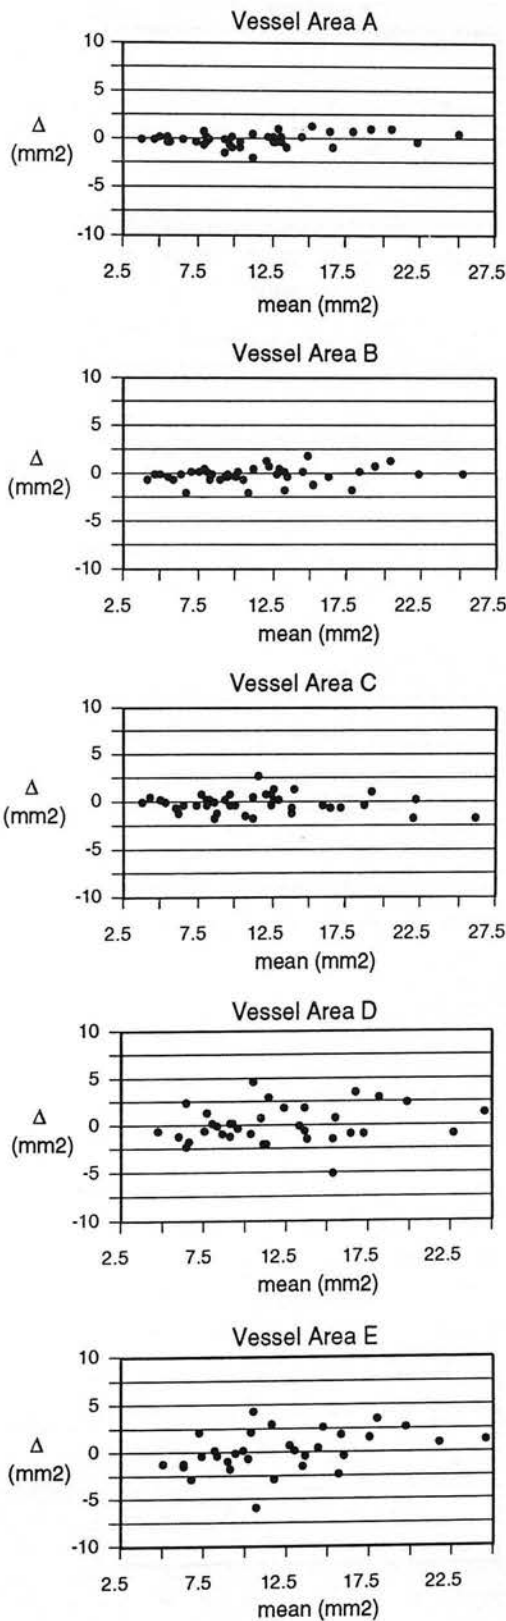 Vessel Area A
10
5
Δ
(mm2)
0
-5
-10
2.5 7.5 12.5 17.5 22.5 27.5
mean (mm2)
Vessel Area B
10
5
Δ
(mm2)
0
-5
-10
2.5 7.5 12.5 17.5 22.5 27.5
mean (mm2)
Vessel Area C
10
5
Δ
(mm2)
0
-5
-10
2.5 7.5 12.5 17.5 22.5 27.5
mean (mm2)
Vessel Area D
10
5
Δ
(mm2)
0
-5
-10
2.5 7.5 12.5 17.5 22.5
mean (mm2)
Vessel Area E
10
5
Δ
(mm2)
0
-5
-10
2.5 7.5 12.5 17.5 22.5
mean (mm2)